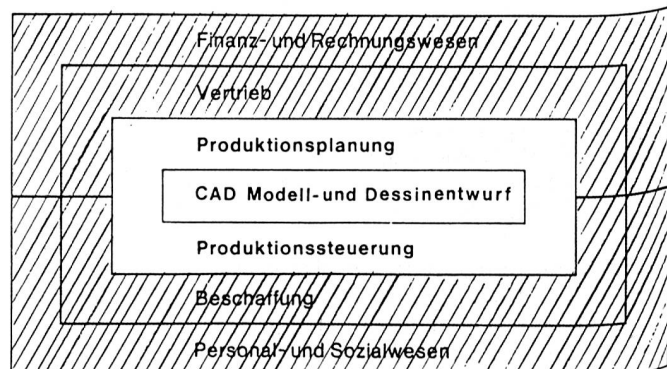 Finanz- und Rechnungswesen
Vertrieb
Produktionsplanung
CAD Modell- und Dessinentwurf
Produktionssteuerung
Beschaffung
Personal- und Sozialwesen